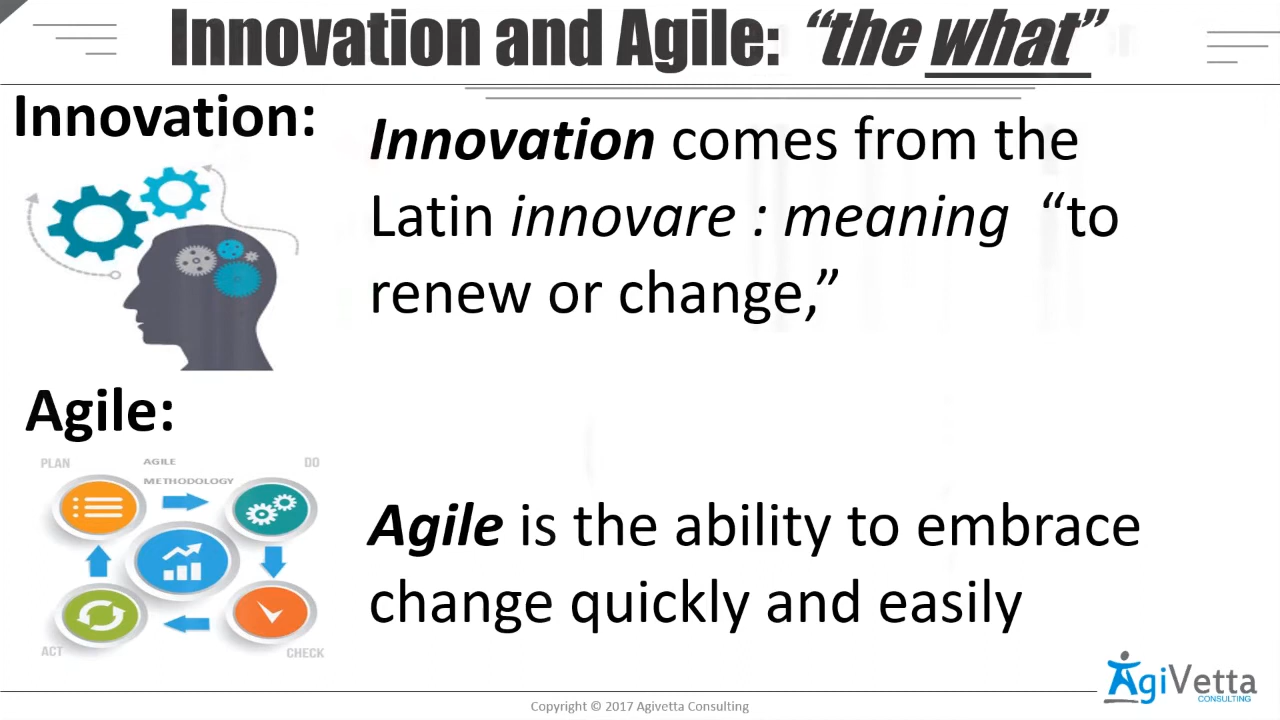 Innovation and Agile: “the what”
Innovation:
Innovation comes from the
Latin innovare : meaning “to
renew or change,”
Agile:
PLAN
AGILE
DO
METHODOLOGY
Agile is the ability to embrace
change quickly and easily
ACT
CHECK
AgiVetta
CONSULTING
Copyright © 2017 Agivetta Consulting